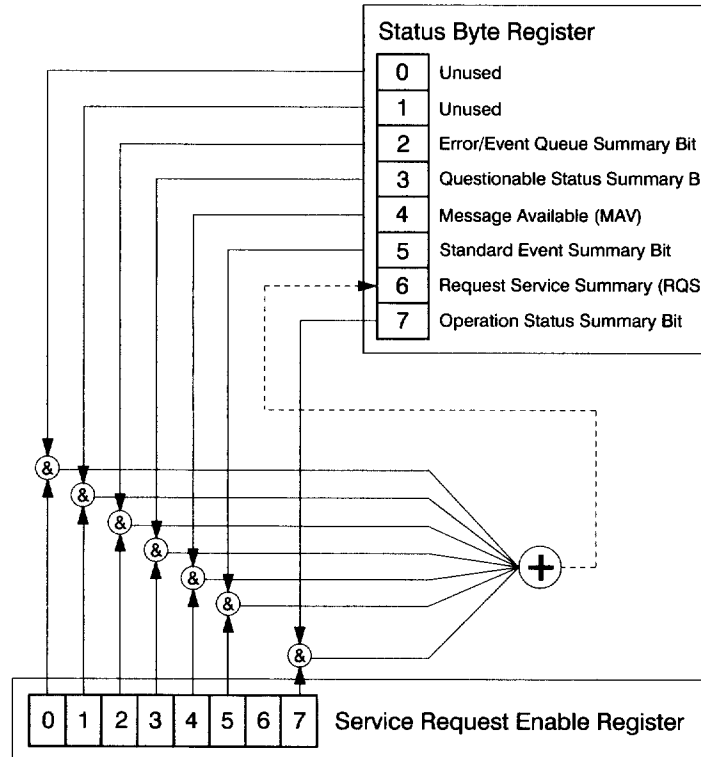 Status Byte Register
0 Unused
1 Unused
2 Error/Event Queue Summary Bit
3 Questionable Status Summary B
4 Message Available (MAV)
5 Standard Event Summary Bit
6 Request Service Summary (RQS
7 Operation Status Summary Bit
&
&
&
&
&
&
+
&
0 1 2 3 4 5 6 7 Service Request Enable Register